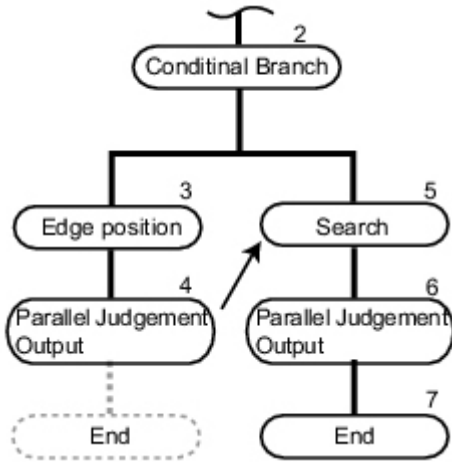 2
Conditinal Branch
3
Edge position
4
Parallel Judgement
Output
End
5
Search
6
Parallel Judgement
Output
7
End